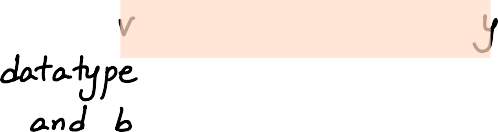 v y
datatype
and b